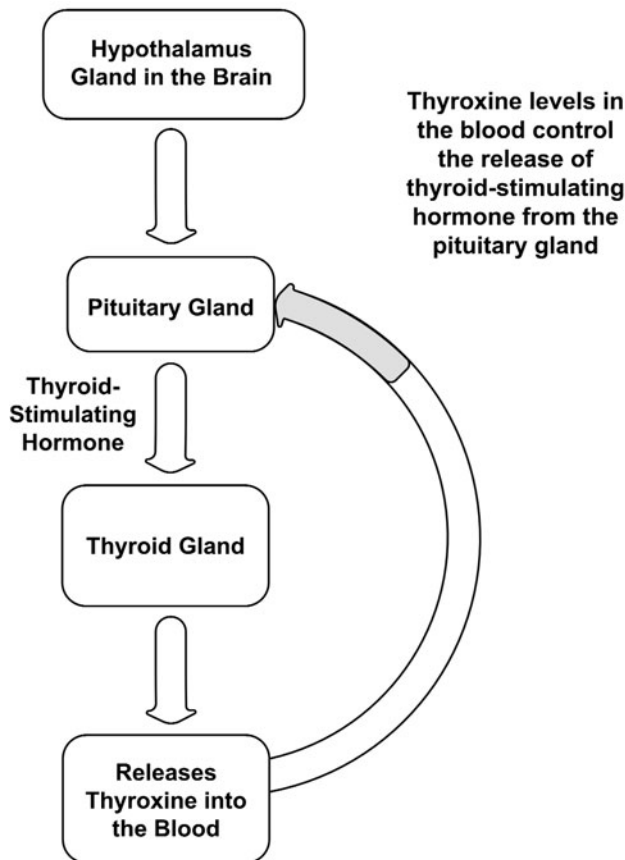 Hypothalamus
Gland in the Brain
Thyroxine levels in
the blood control
the release of
thyroid-stimulating
hormone from the
pituitary gland
Pituitary Gland
Thyroid-
Stimulating
Hormone
Thyroid Gland
Releases
Thyroxine into
the Blood